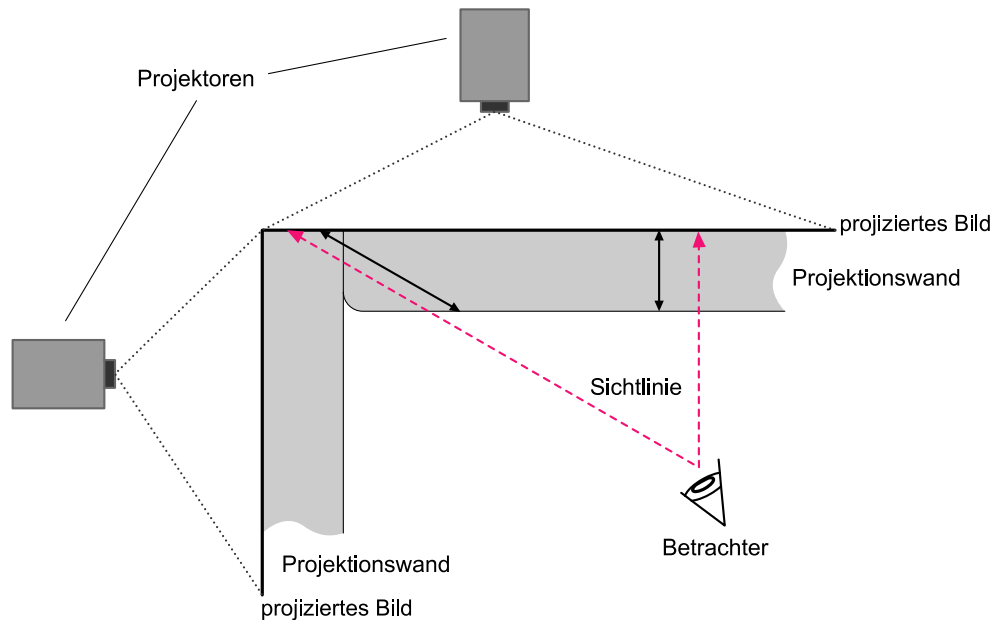 Projektoren
projiziertes Bild
Projektionswand
Sichtlinie
Betrachter
Projektionswand
projiziertes Bild